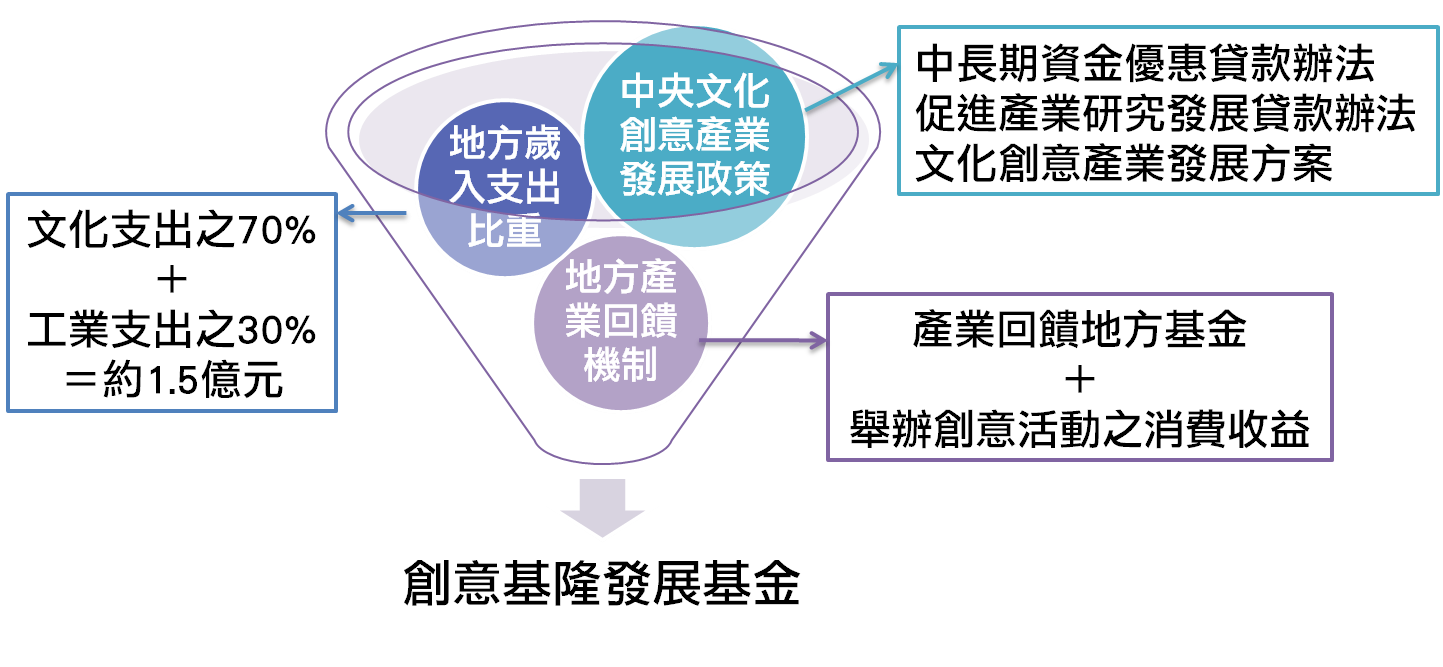 中央文化
創意產業
發展政策
地方歲
入支出
比重
地方產
業回饋
機制
中長期資金優惠貸款辦法
促進產業研究發展貸款辦法
文化創意產業發展方案
文化支出之70%
＋
工業支出之30%
＝約1.5億元
產業回饋地方基金
＋
舉辦創意活動之消費收益
創意基隆發展基金